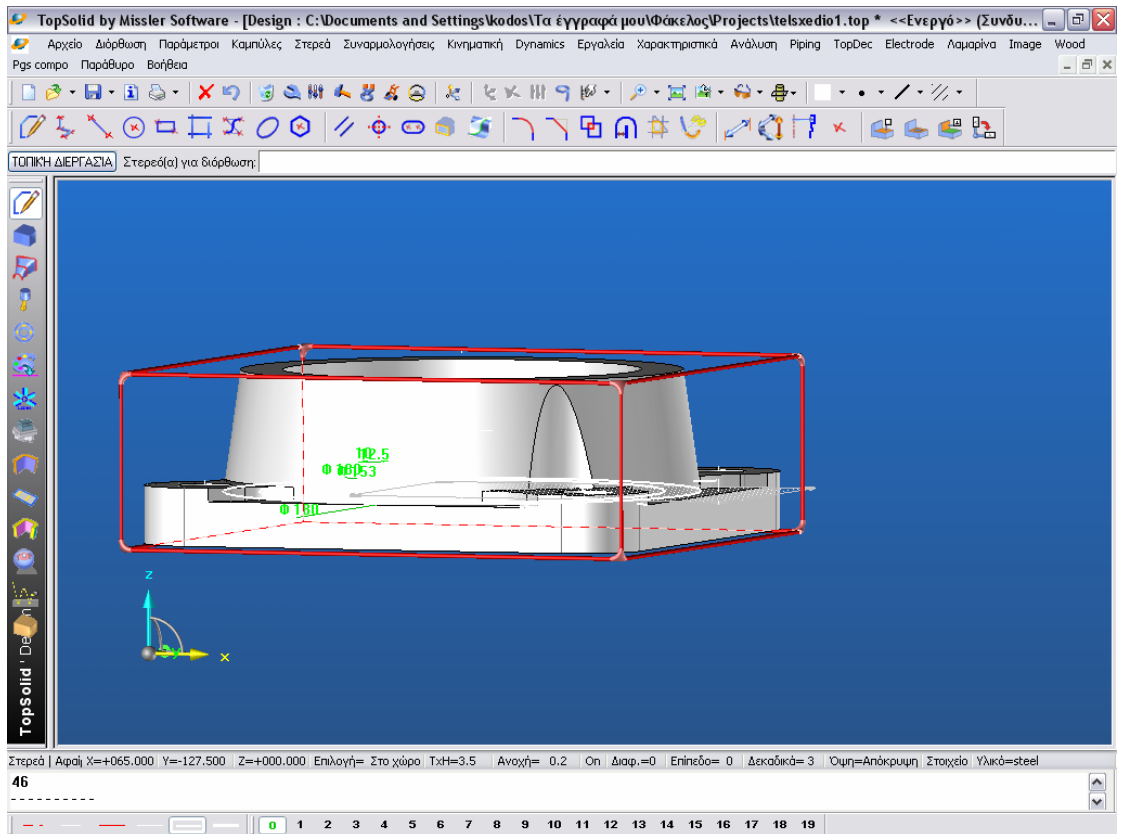 TopSolid by Missler Software - [Design : C:\Documents and Settings\kodos\Τα έγγραφά μου\Φάκελος\Projects\telsxedio1.top * <<Ενεργό>> (Συνδυ...
Αρχείο Διόρθωση Παράμετροι Καμπύλες Στερεά Συναρμολογήσεις Κινηματική Dynamics Εργαλεία Χαρακτηριστικά Ανάλυση Piping TopDec Electrode Λαμαρίνα Image Wood
Pgs compo Παράθυρο Βοήθεια
ΤΟΠΙΚΉ ΔΙΕΡΓΑΣΊΑ Στερεό(α) για διόρθωση:
12.5
Φ 180
z
x
TopSolid'Design
Στερεά | Αφαίρ X=+065.000 Y=-127.500 Z=+000.000 Επιλογή= Στο χώρο TxH=3.5 Ανοχή= 0.2 On Διαφ.=0 Επίπεδο= 0 Δεκαδικά= 3 Όψη=Απόκρυψη Στοιχείο Υλικό=steel
46
----------
0 1 2 3 4 5 6 7 8 9 10 11 12 13 14 15 16 17 18 19